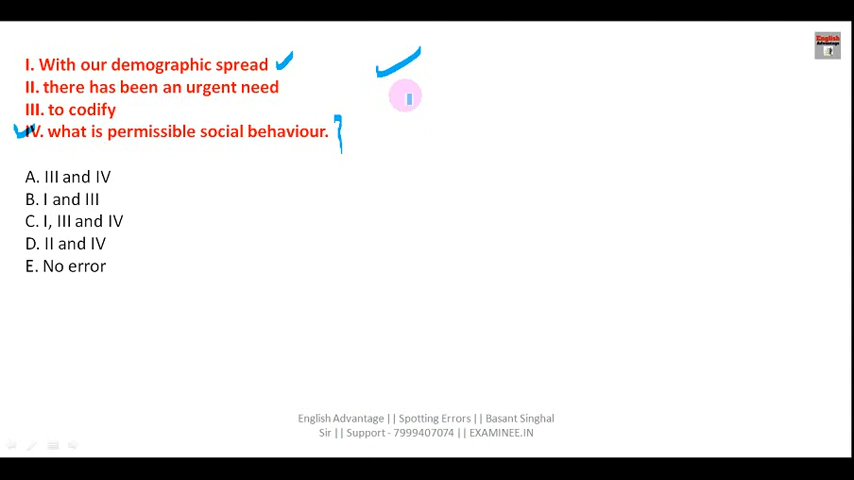 English
Advantage
I. With our demographic spread
II. there has been an urgent need
III. to codify
IV. what is permissible social behaviour.
A. III and IV
B. I and III
C. I, III and IV
D. II and IV
E. No error
English Advantage || Spotting Errors || Basant Singhal
Sir || Support - 7999407074 || EXAMINEE.IN